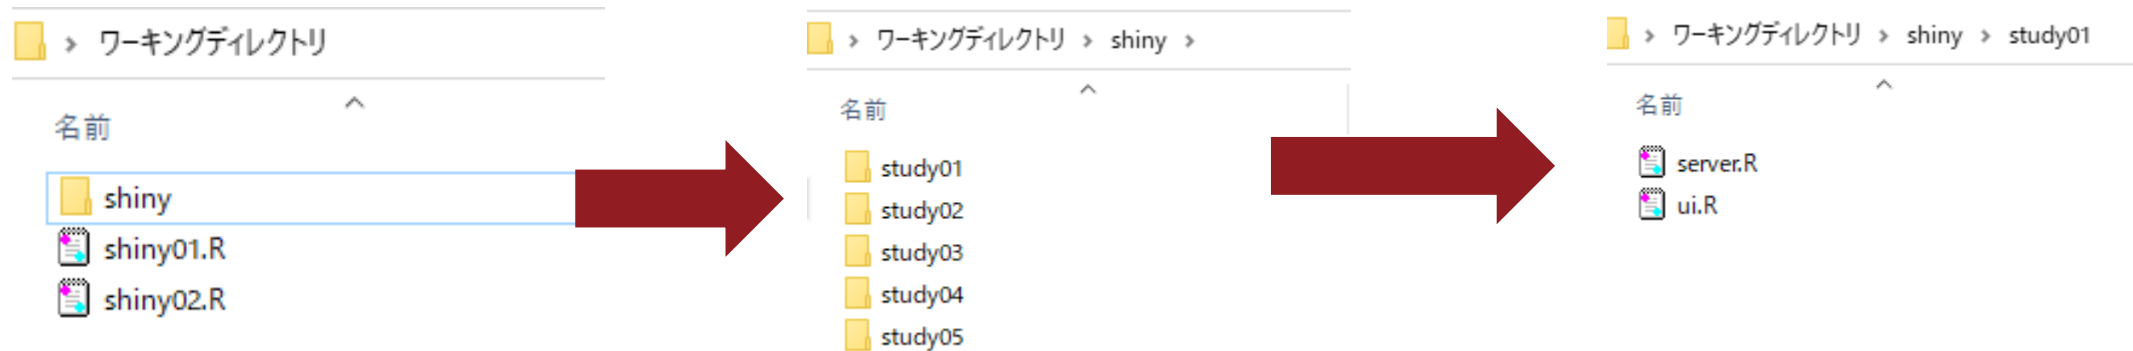 > ワーキングディレクトリ
名前
shiny
shiny01.R
shiny02.R
> ワーキングディレクトリ > shiny >
名前
study01
study02
study03
study04
study05
> ワーキングディレクトリ > shiny > study01
名前
server.R
ui.R